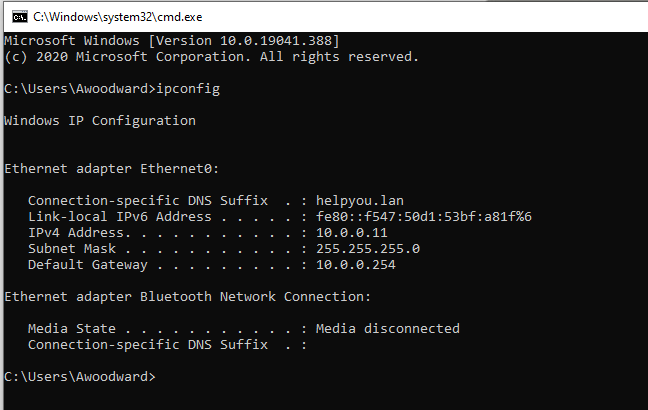 C:\Windows\system32\cmd.exe
Microsoft Windows [Version 10.0.19041.388]
(c) 2020 Microsoft Corporation. All rights reserved.
C:\Users\Awoodward>ipconfig
Windows IP Configuration
Ethernet adapter Ethernet0:
Connection-specific DNS Suffix  . : helpyou.lan
Link-local IPv6 Address . . . . . : fe80::f547:50d1:53bf:a81f%6
IPv4 Address. . . . . . . . . . . : 10.0.0.11
Subnet Mask . . . . . . . . . . . : 255.255.255.0
Default Gateway . . . . . . . . . : 10.0.0.254
Ethernet adapter Bluetooth Network Connection:
Media State . . . . . . . . . . . : Media disconnected
Connection-specific DNS Suffix  . :
C:\Users\Awoodward>